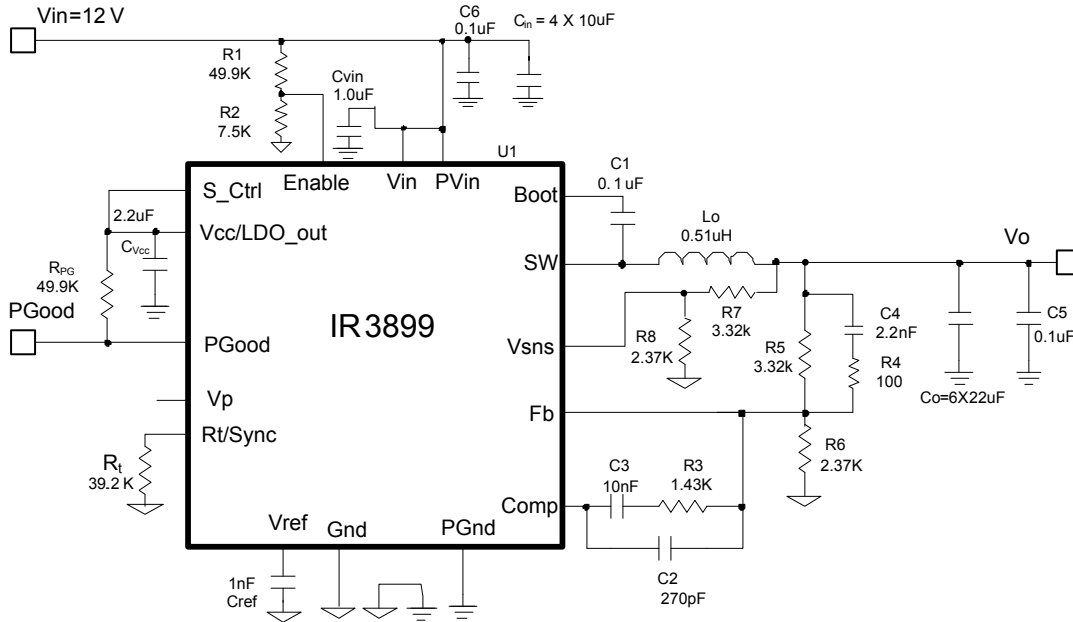 Vin=12 V
C6
0.1uF
Cin = 4 X 10uF
R1
49.9K
Cvin
1.0uF
R2
7.5K
U1
Enable
Vin
PVin
S_Ctrl
Boot
C1
0.1uF
2.2uF
Vcc/LDO_out
CVcc
Lo
0.51uH
Vo
RPG
49.9K
SW
PGood
IR3899
R7
3.32k
C4
2.2nF
C5
0.1uF
PGood
Vsns
R8
2.37K
R5
3.32k
R4
100
Co=6X22uF
Vp
Fb
Rt/Sync
R6
2.37K
Rt
39.2 K
C3
10nF
R3
1.43K
Comp
Vref
Gnd
PGnd
C2
270pF
1nF
Cref